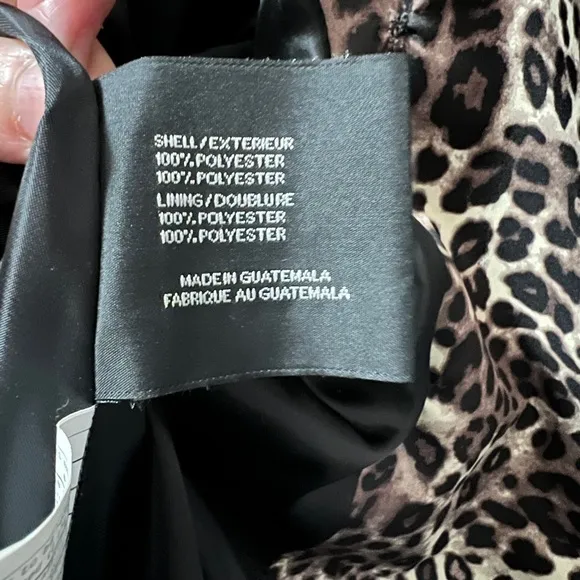 SHELL/EXTERIEUR
100% POLYESTER
100% POLYESTER
LINING/DOUBLURE
100% POLYESTER
100% POLYESTER
MADE IN GUATEMALA
FABRIQUE AU GUATEMALA